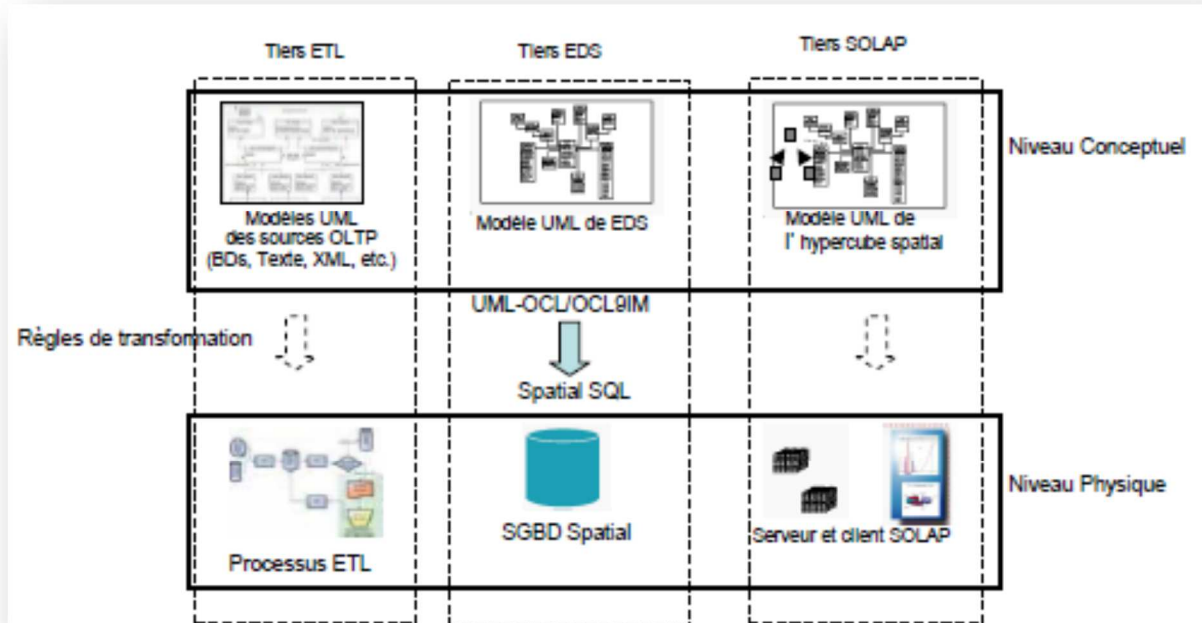 Tiers ETL
Tiers EDS
Tiers SOLAP
Niveau Conceptuel
Modèles UML
des sources OLTP
(BDs, Texte, XML, etc.)
Modèle UML de EDS
Modèle UML de
l' hypercube spatial
UML-OCL/OCL9IM
Règles de transformation
Spatial SQL
Niveau Physique
Processus ETL
SGBD Spatial
Serveur et client SOLAP